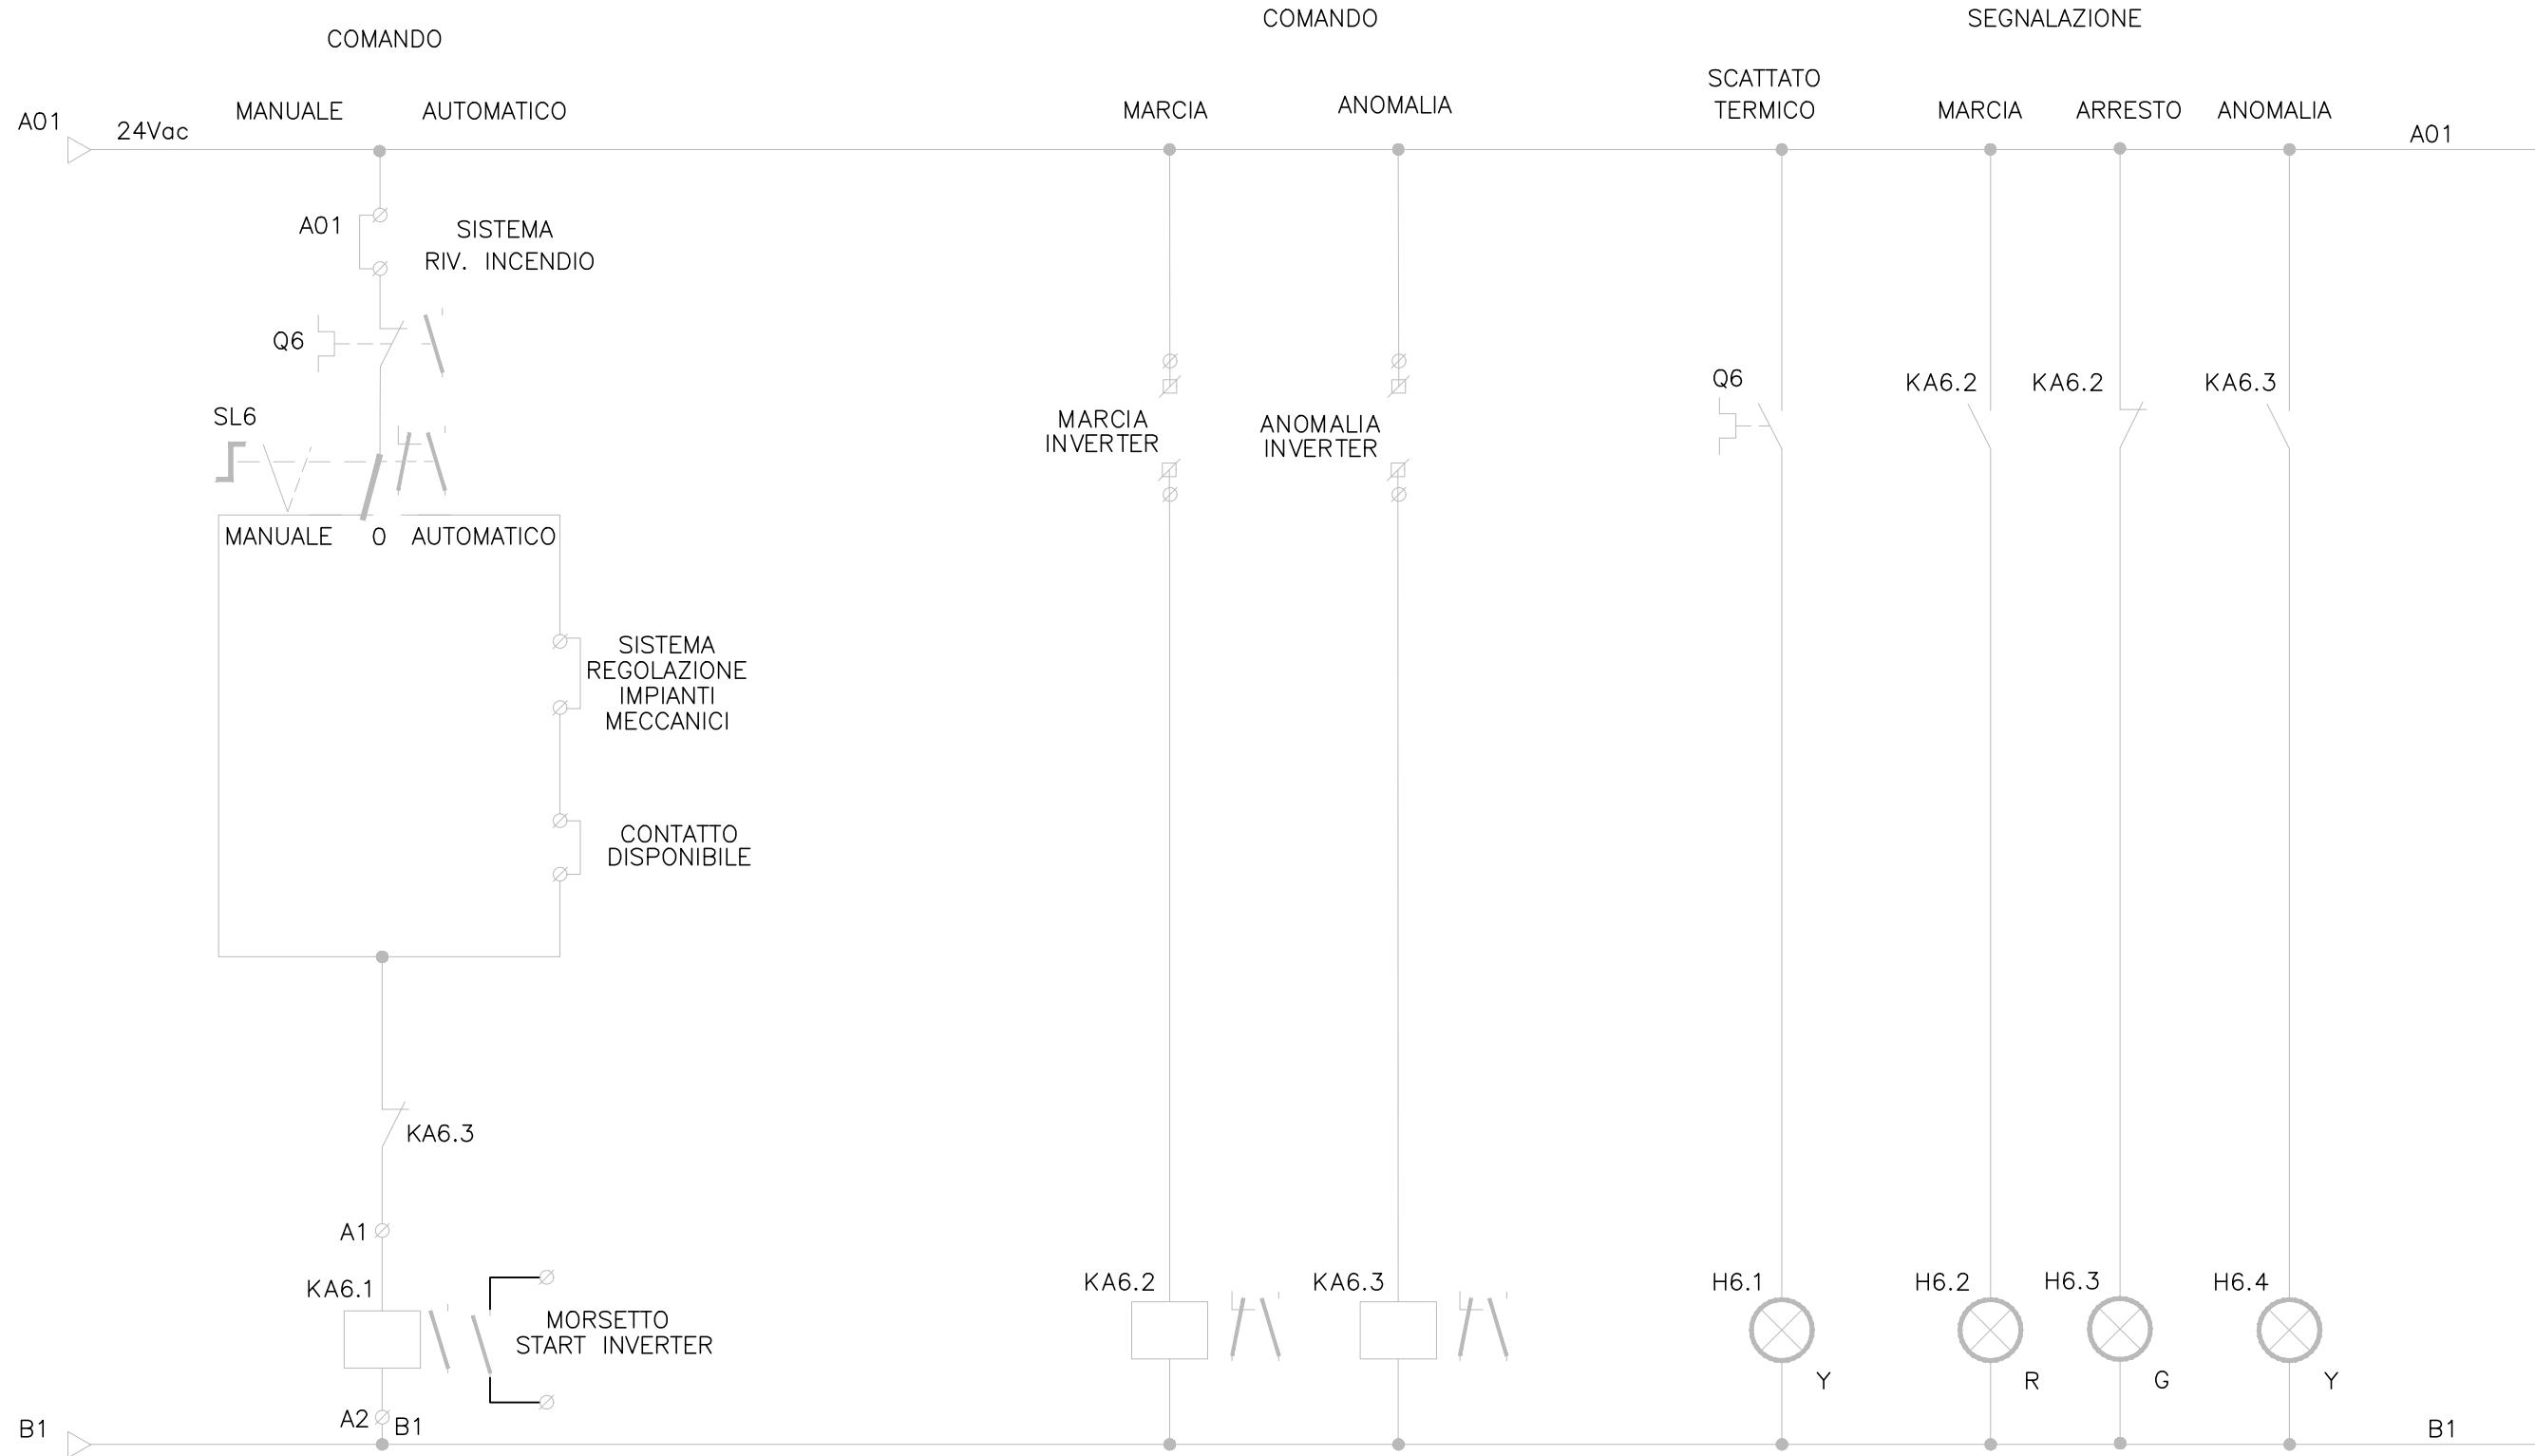 COMANDO
COMANDO
SEGNALAZIONE
MANUALE
AUTOMATICO
MARCIA
ANOMALIA
SCATTATO
TERMICO
MARCIA
ARRESTO
ANOMALIA
A01
24Vac
A01
A01
SISTEMA
RIV. INCENDIO
Q6
SL6
MANUALE 0 AUTOMATICO
MARCIA
INVERTER
ANOMALIA
INVERTER
Q6
KA6.2
KA6.2
KA6.3
SISTEMA
REGOLAZIONE
IMPIANTI
MECCANICI
CONTATTO
DISPONIBILE
KA6.3
A1
KA6.1
MORSETTO
START INVERTER
A2
B1
KA6.2
KA6.3
H6.1
H6.2
H6.3
H6.4
Y
R
G
Y
B1
B1